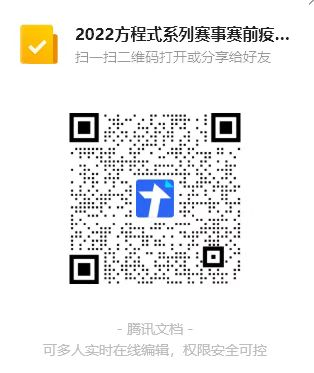 2022方程式系列赛事赛前疫...
扫一扫二维码打开或分享给好友
- 腾讯文档 -
可多人实时在线编辑，权限安全可控